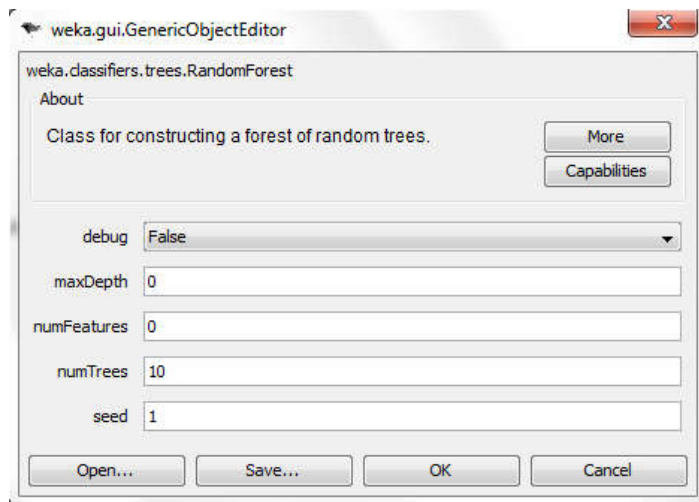 weka.gui.GenericObjectEditor
weka.classifiers.trees.RandomForest
About
Class for constructing a forest of random trees.
More
Capabilities
debug False
maxDepth 0
numFeatures 0
numTrees 10
seed 1
Open... Save... OK Cancel